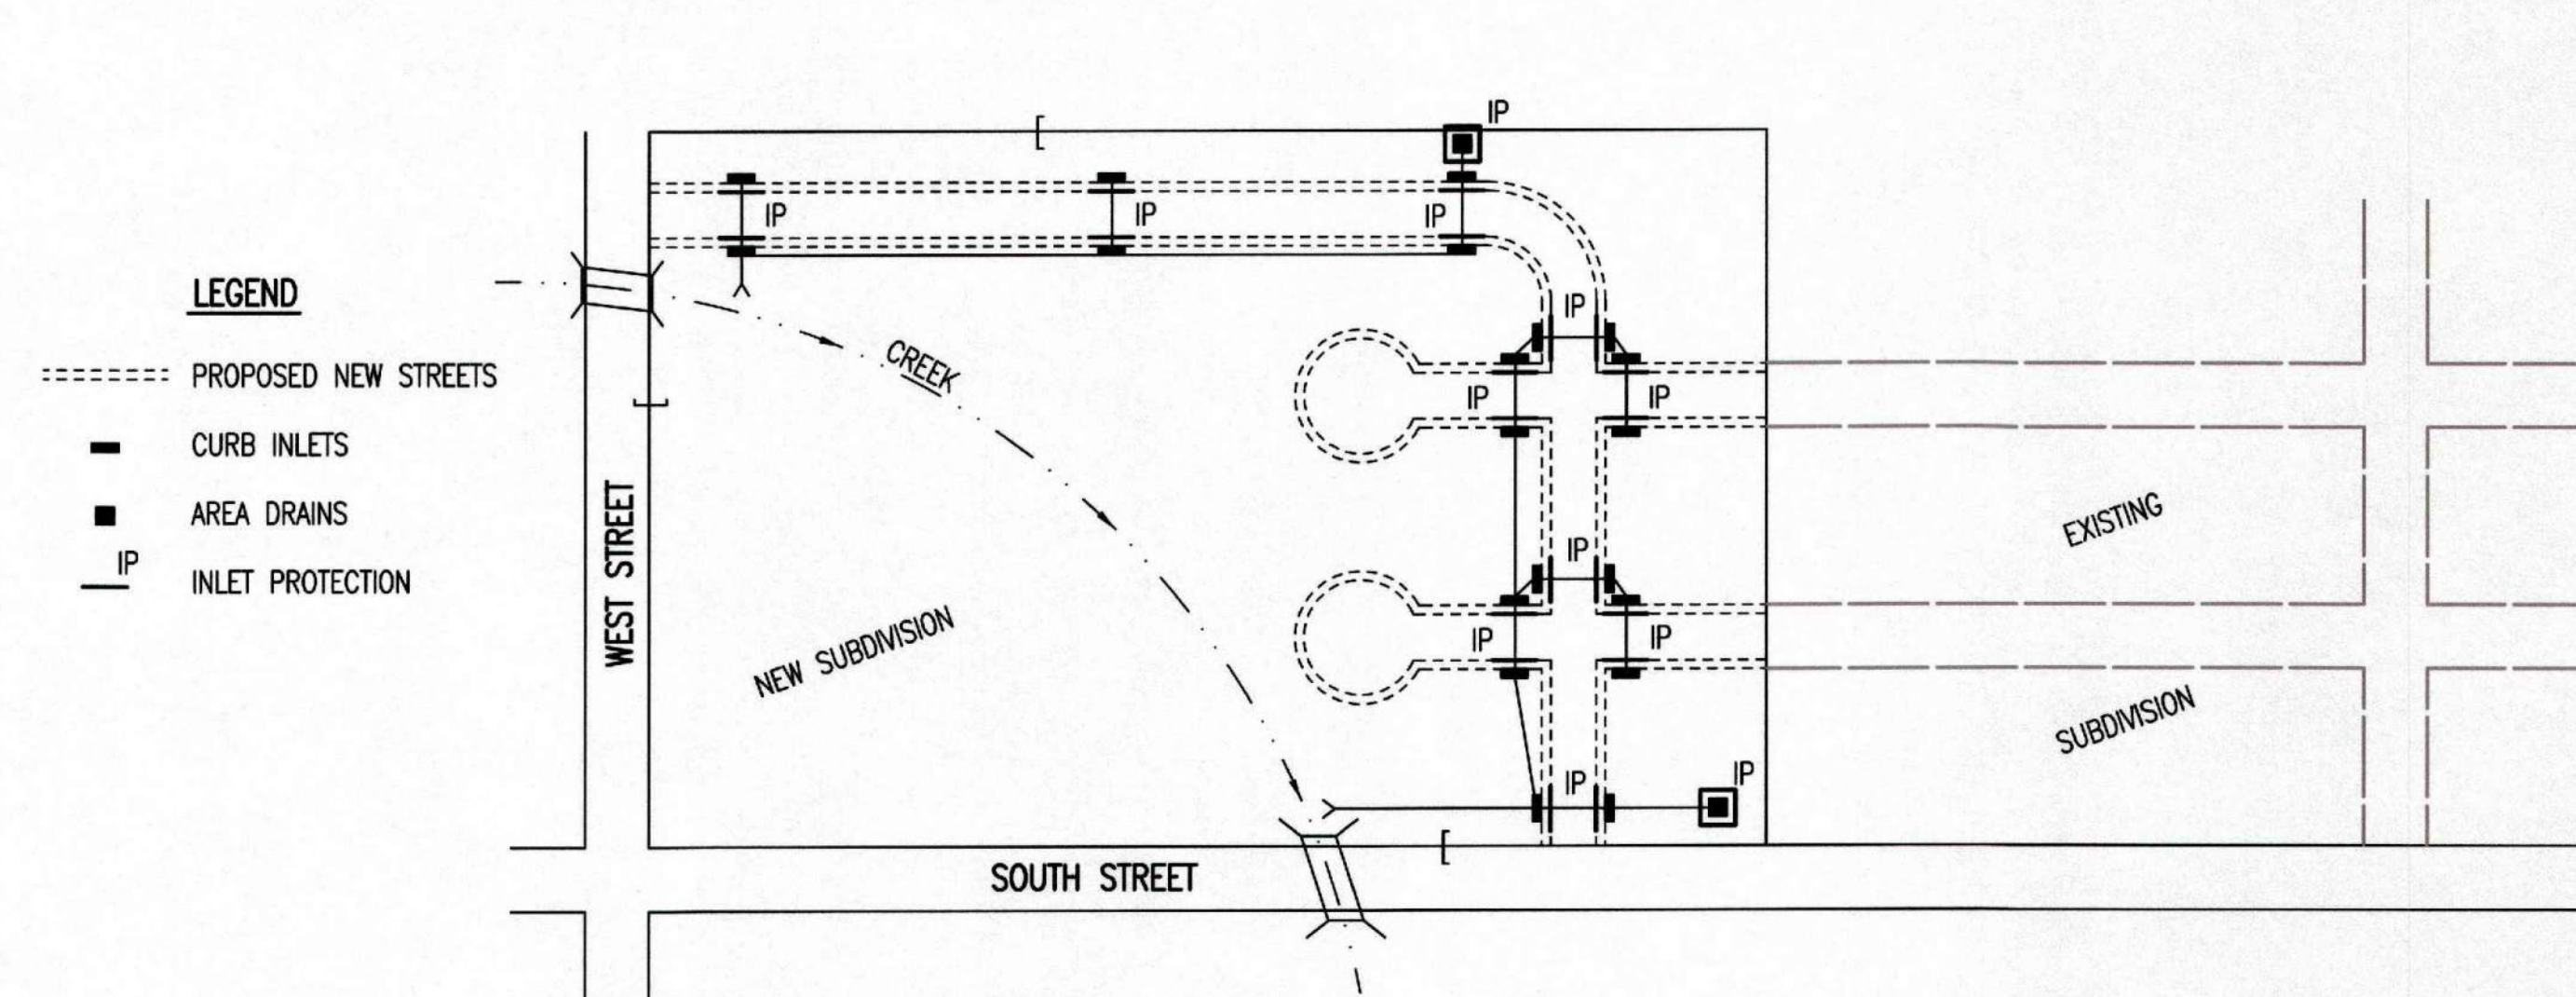 LEGEND
PROPOSED NEW STREETS
CURB INLETS
AREA DRAINS
IP
INLET PROTECTION
IP
IP
IP
IP
IP
CREEK
IP
IP
WEST STREET
NEW SUBDIVISION
IP
IP
IP
IP
IP
EXISTING
SUBDIVISION
SOUTH STREET